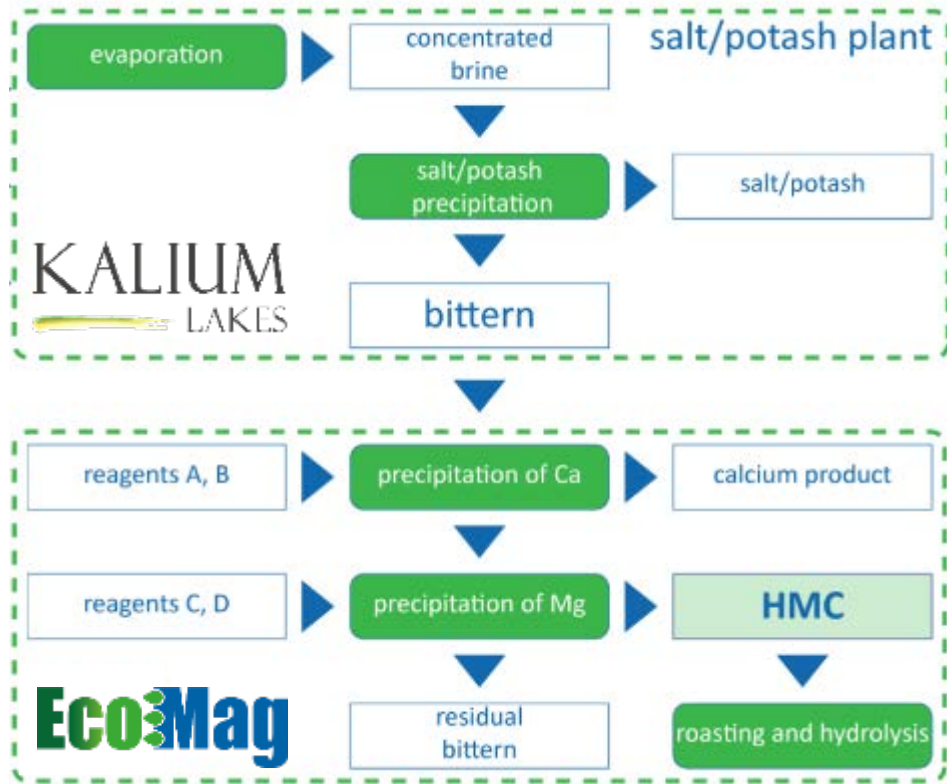 evaporation
concentrated
brine
salt/potash plant
salt/potash
precipitation
salt/potash
KALIUM
LAKES
bittern
reagents A, B
precipitation of Ca
calcium product
reagents C, D
precipitation of Mg
HMC
EcoMag
residual
bittern
roasting and hydrolysis